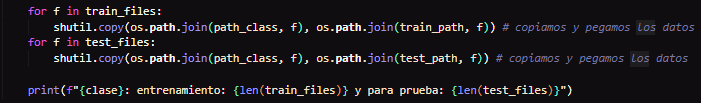 for f in train_files:
    shutil.copy(os.path.join(path_class, f), os.path.join(train_path, f)) # copiamos y pegamos los datos
for f in test_files:
    shutil.copy(os.path.join(path_class, f), os.path.join(test_path, f)) # copiamos y pegamos los datos
print(f"{clase}: entrenamiento: {len(train_files)} y para prueba: {len(test_files)}")